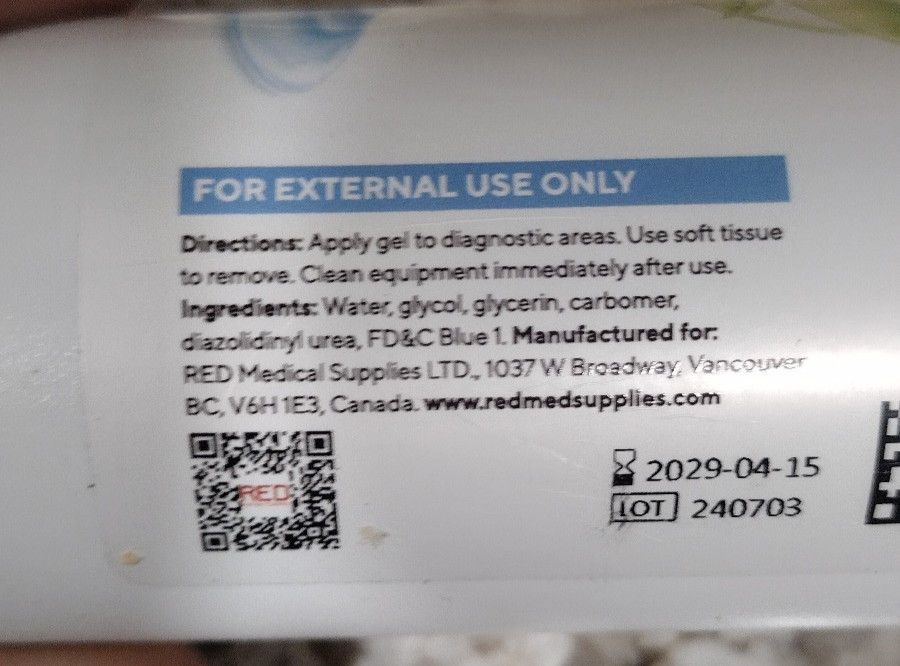 FOR EXTERNAL USE ONLY
Directions: Apply gel to diagnostic areas. Use soft tissue
to remove. Clean equipment immediately after use.
Ingredients: Water, glycol, glycerin, carbomer,
diazolidinyl urea, FD&C Blue 1. Manufactured for:
RED Medical Supplies LTD., 1037 W Broadway, Vancouver
BC, V6H 1E3, Canada. www.redmedsupplies.com
RED
2029-04-15
LOT 240703